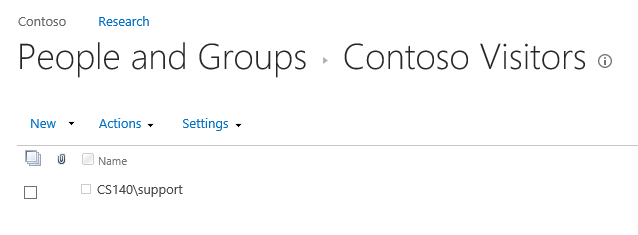 Contoso Research
People and Groups ▸ Contoso Visitors
New Actions Settings
Name
CS140\support